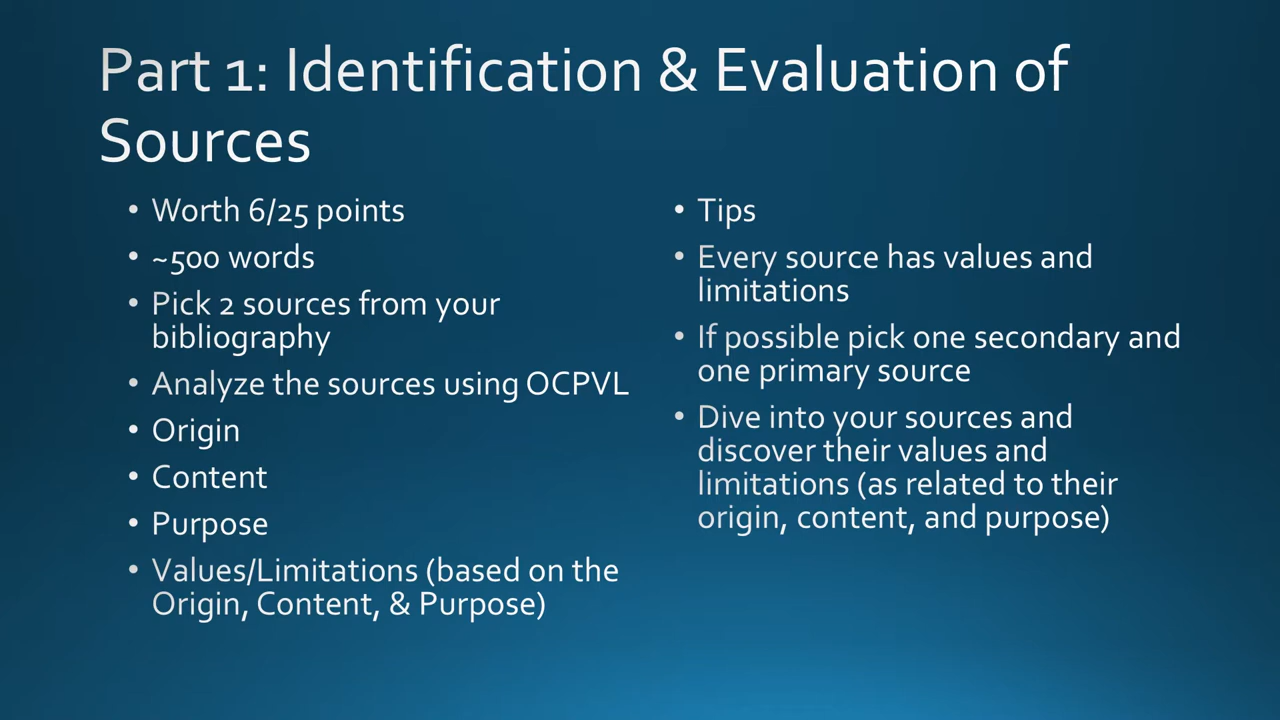 Part 1: Identification & Evaluation of
Sources
• Worth 6/25 points
• ~500 words
• Pick 2 sources from your
bibliography
• Analyze the sources using OCPVL
• Origin
• Content
• Purpose
• Values/Limitations (based on the
Origin, Content, & Purpose)
• Tips
• Every source has values and
limitations
• If possible pick one secondary and
one primary source
• Dive into your sources and
discover their values and
limitations (as related to their
origin, content, and purpose)